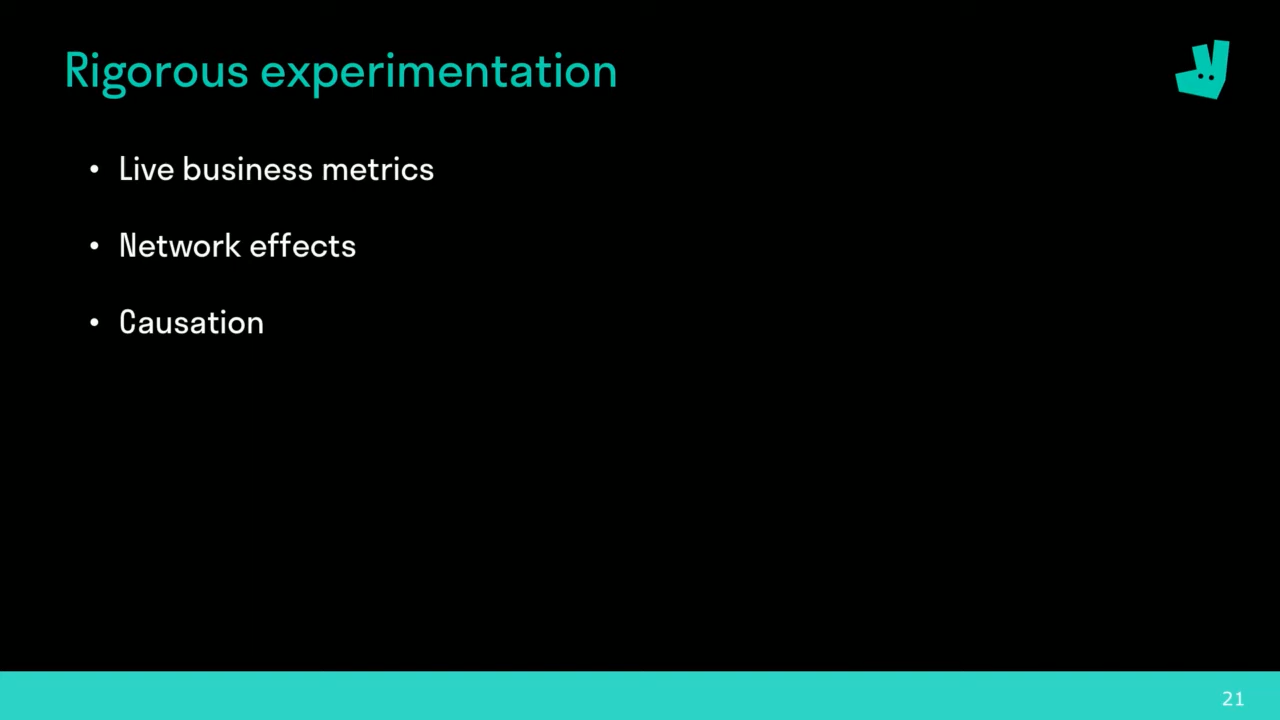 Rigorous experimentation
• Live business metrics
• Network effects
• Causation
21